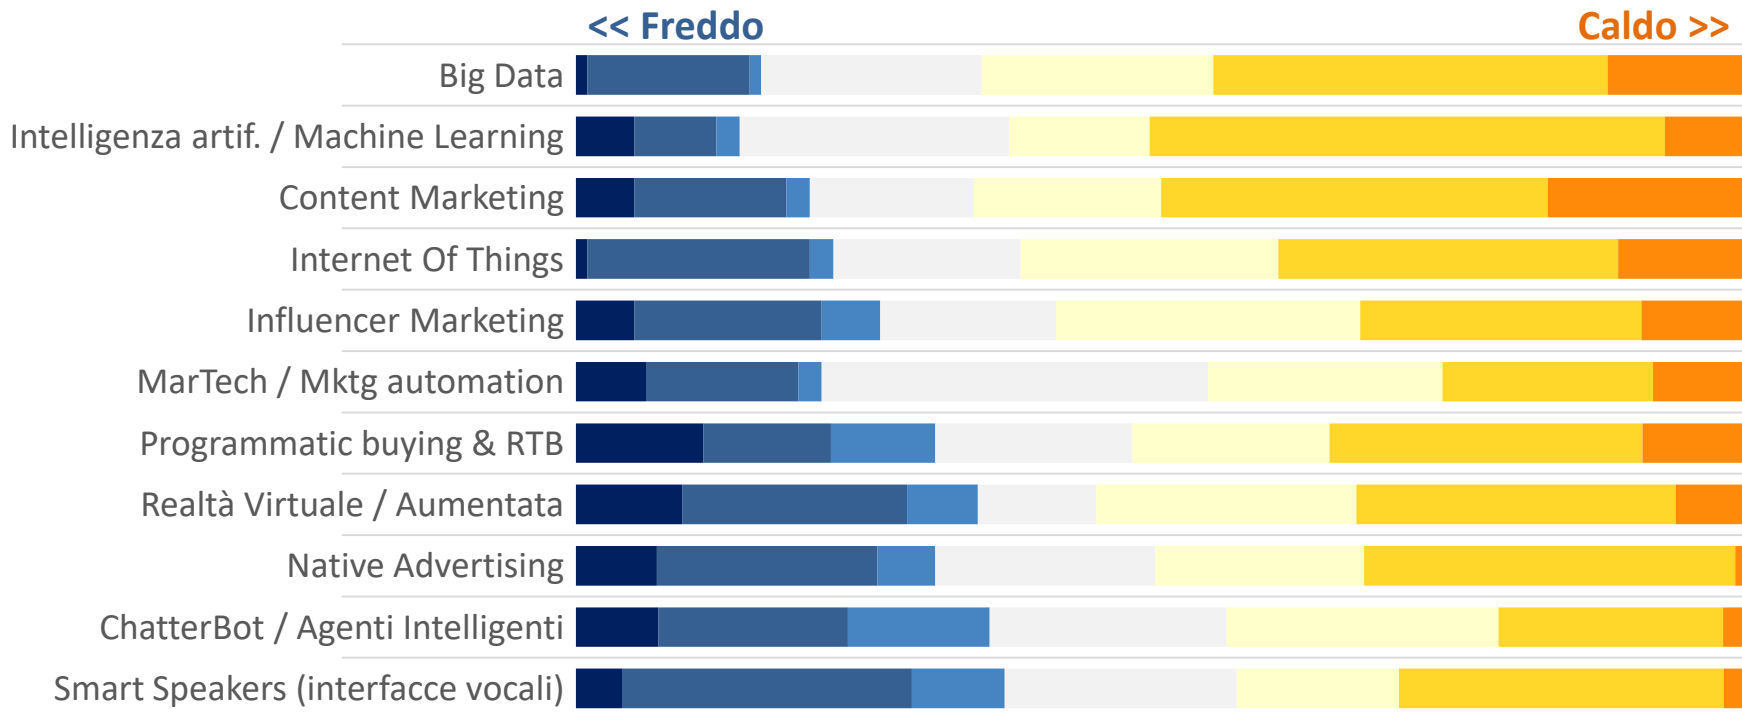 << Freddo
Caldo >>
Big Data
Intelligenza artif. / Machine Learning
Content Marketing
Internet Of Things
Influencer Marketing
MarTech / Mktg automation
Programmatic buying & RTB
Realtà Virtuale / Aumentata
Native Advertising
ChatterBot / Agenti Intelligenti
Smart Speakers (interfacce vocali)